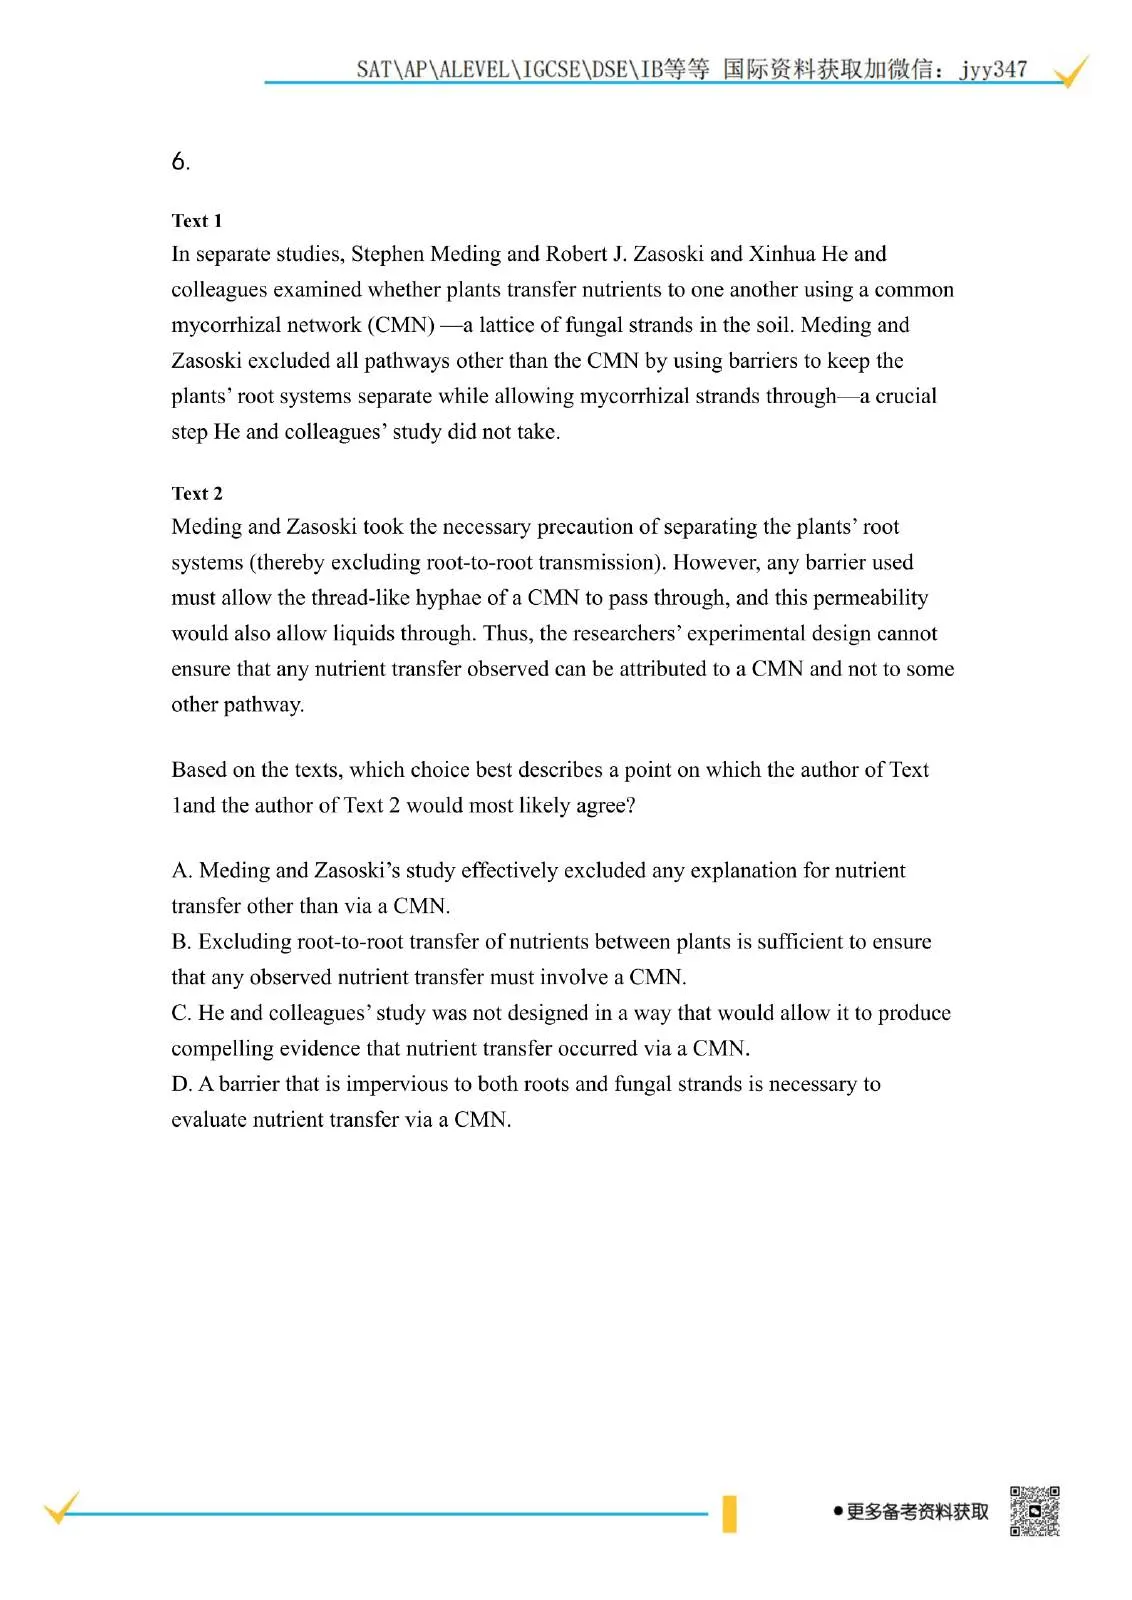 SAT\AP\ALEVEL\IGCSE\DSE\IB等等 国际资料获取加微信：jyy347
6.
Text 1
In separate studies, Stephen Meding and Robert J. Zasoski and Xinhua He and
colleagues examined whether plants transfer nutrients to one another using a common
mycorrhizal network (CMN) —a lattice of fungal strands in the soil. Meding and
Zasoski excluded all pathways other than the CMN by using barriers to keep the
plants’ root systems separate while allowing mycorrhizal strands through—a crucial
step He and colleagues’ study did not take.
Text 2
Meding and Zasoski took the necessary precaution of separating the plants’ root
systems (thereby excluding root-to-root transmission). However, any barrier used
must allow the thread-like hyphae of a CMN to pass through, and this permeability
would also allow liquids through. Thus, the researchers’ experimental design cannot
ensure that any nutrient transfer observed can be attributed to a CMN and not to some
other pathway.
Based on the texts, which choice best describes a point on which the author of Text
1and the author of Text 2 would most likely agree?
A. Meding and Zasoski’s study effectively excluded any explanation for nutrient
transfer other than via a CMN.
B. Excluding root-to-root transfer of nutrients between plants is sufficient to ensure
that any observed nutrient transfer must involve a CMN.
C. He and colleagues’ study was not designed in a way that would allow it to produce
compelling evidence that nutrient transfer occurred via a CMN.
D. A barrier that is impervious to both roots and fungal strands is necessary to
evaluate nutrient transfer via a CMN.
●更多备考资料获取